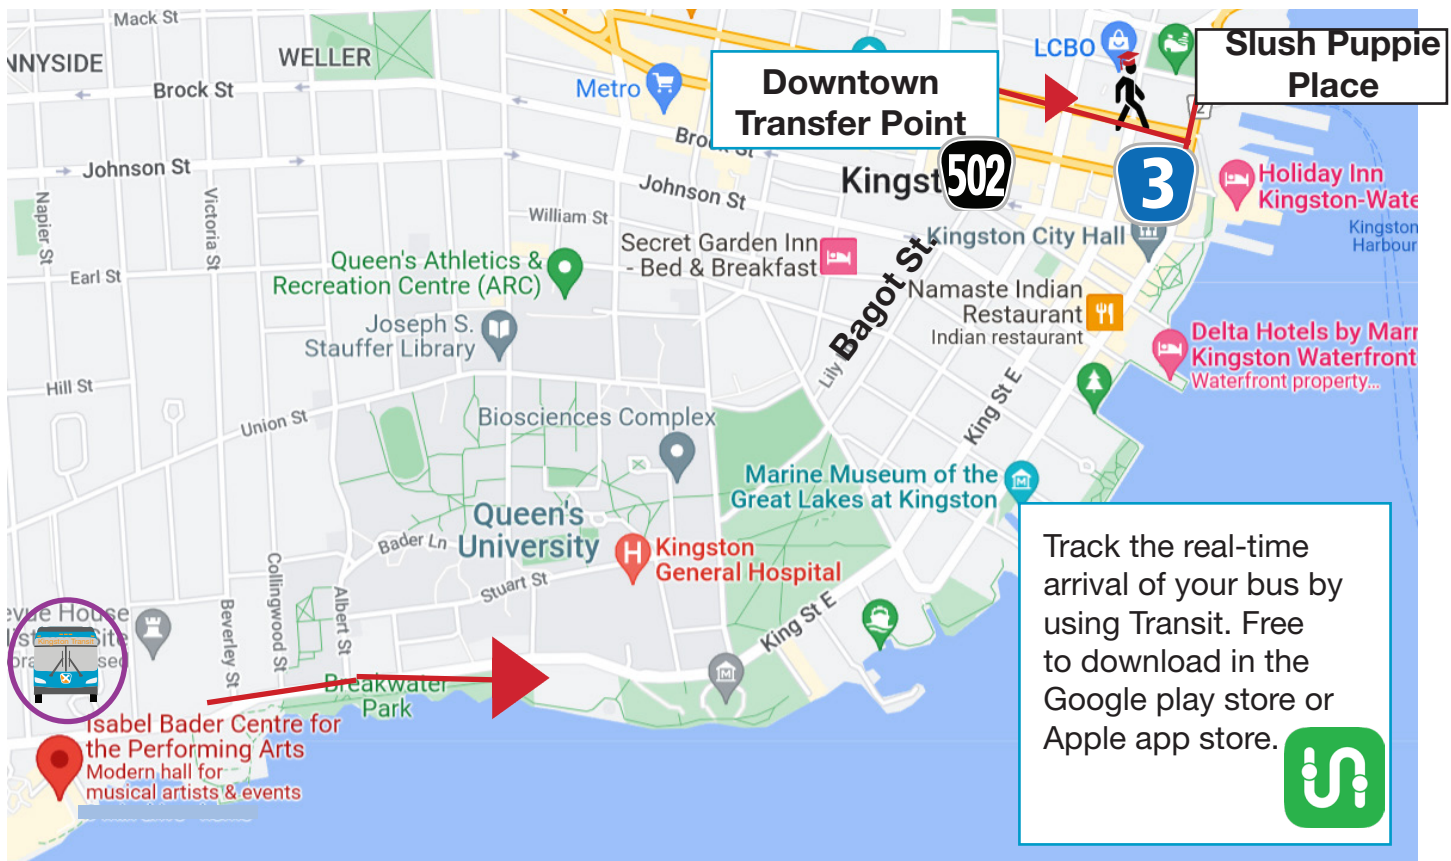 Mack St
NNYSIDE
WELLER
Brock St
Metro
LCBO
Slush Puppie
Place
Downtown
Transfer Point
2
Brock St
Johnson St
Johnson St
502
3
Holiday Inn
Kingston-Wate
Kingston
Harbour
Napier St
Victoria St
William St
Kingst
Kingston City Hall
Secret Garden Inn
- Bed & Breakfast
Bagot St.
Queen's Athletics &
Recreation Centre (ARC)
Earl St
Joseph S.
Stauffer Library
Namaste Indian
Restaurant
Indian restaurant
Delta Hotels by Marr
Kingston Waterfront
Waterfront property...
Lily
Hill St
Union St
Biosciences Complex
King St E
Marine Museum of the
Great Lakes at Kingston
Queen's
University
Bader Ln
Kingston
General Hospital
Stuart St
Track the real-time
arrival of your bus by
using Transit. Free
to download in the
Google play store or
Apple app store.
Collingwood St
Albert St
Beverley St
evue House
Site
Kingston Transit
King St E
Breakwater
Park
Isabel Bader Centre for
the Performing Arts
Modern hall for
musical artists & events